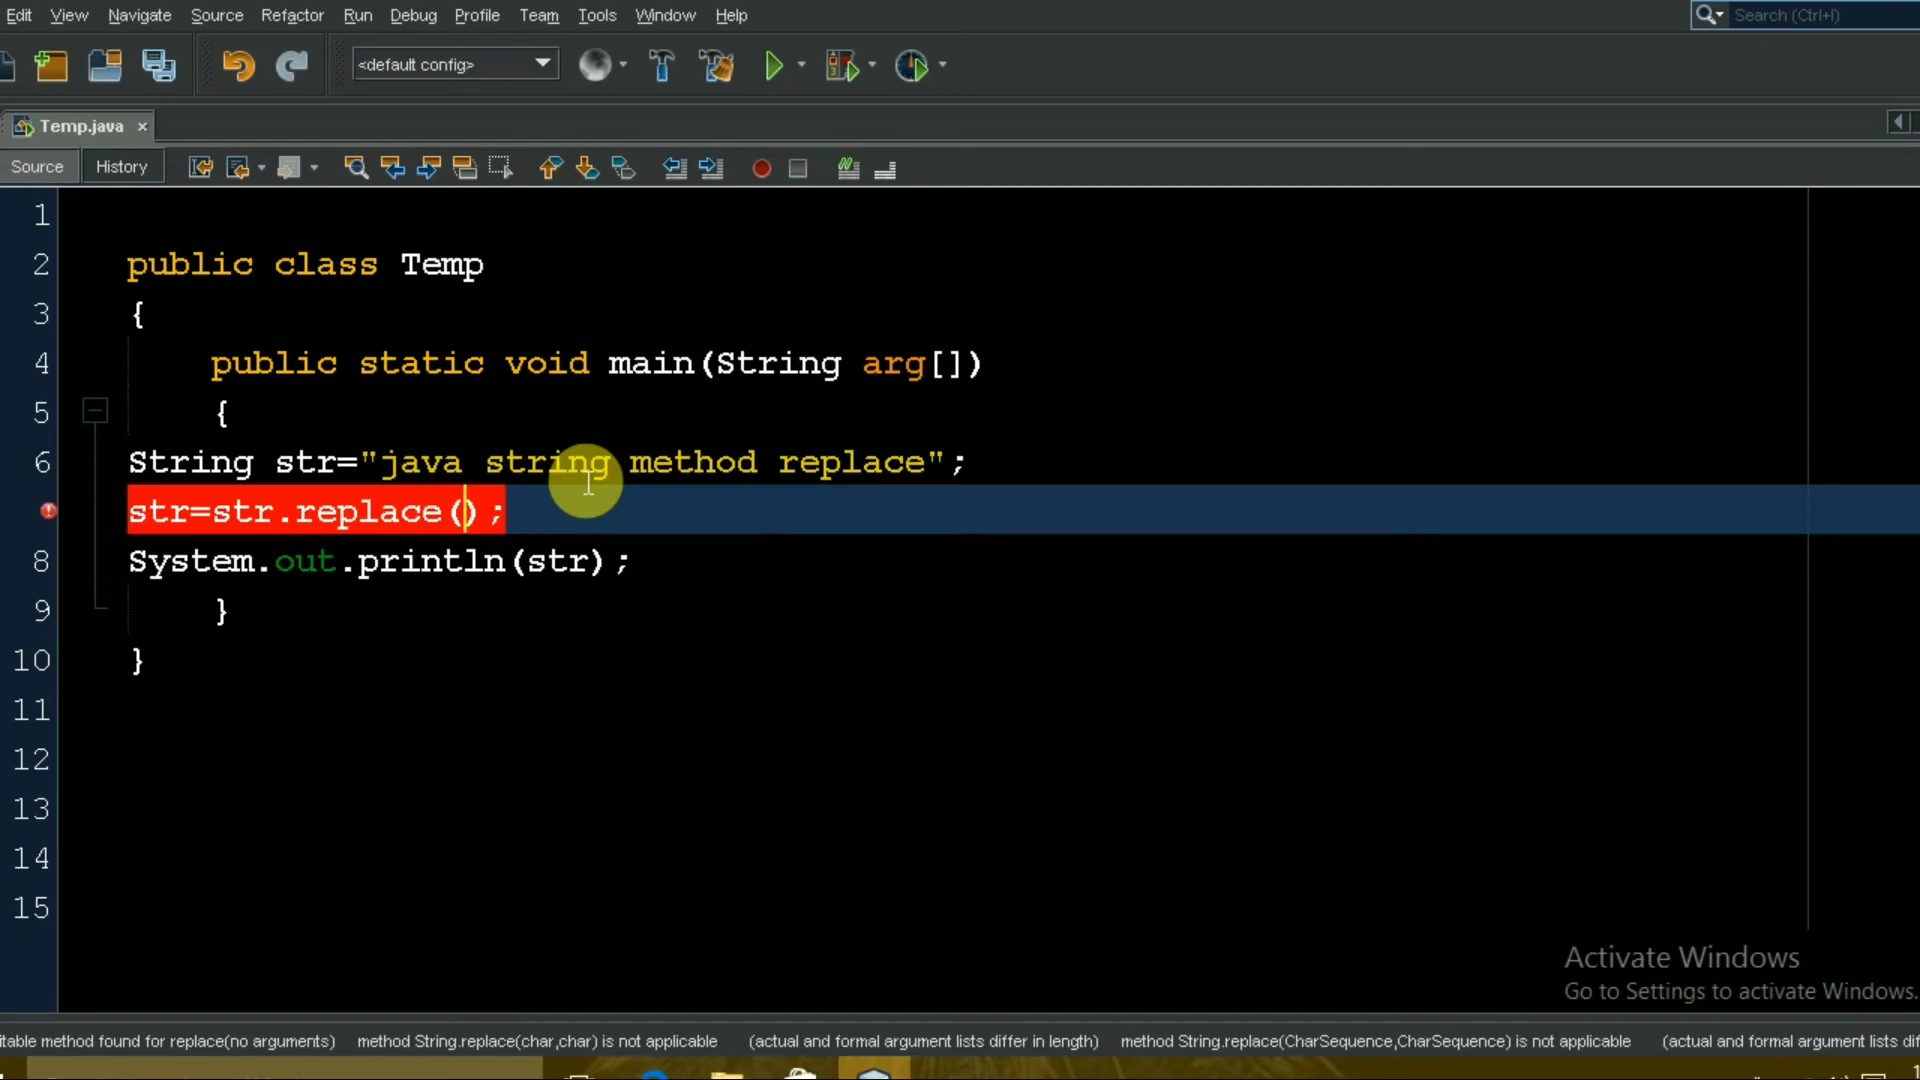 Edit View Navigate Source Refactor Run Debug Profile Team Tools Window Help
Search (Ctrl+I)
<default config>
Temp.java ×
Source History
1
2 public class Temp
3 {
4 public static void main(String arg[])
5 {
6 String str="java string method replace";
str=str.replace();
8 System.out.println(str);
9 }
10 }
11
12
13
14
15
Activate Windows
Go to Settings to activate Windows.
method found for replace(no arguments) method String.replace(char,char) is not applicable (actual and formal argument lists differ in length) method String.replace(CharSequence,CharSequence) is not applicable (actual and formal argument lists